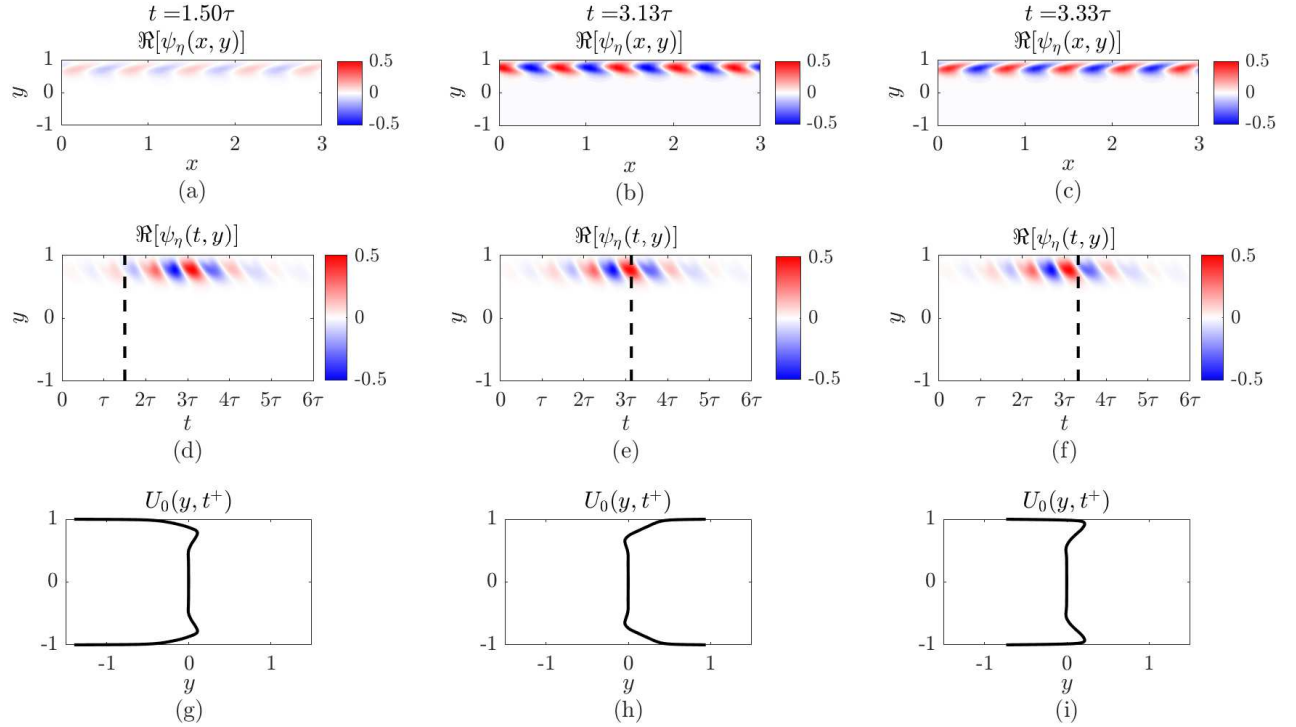 t =1.50τ
t =3.13τ
t =3.33τ
ℜ[ψη(x, y)]
ℜ[ψη(x, y)]
ℜ[ψη(x, y)]
1
0
-1
y
0 1 2 3
x
0.5
0
-0.5
(a)
1
0
-1
y
0 1 2 3
x
0.5
0
-0.5
(b)
1
0
-1
y
0 1 2 3
x
0.5
0
-0.5
(c)
ℜ[ψη(t, y)]
ℜ[ψη(t, y)]
ℜ[ψη(t, y)]
1
0
-1
y
0 τ 2τ 3τ 4τ 5τ 6τ
t
0.5
0
-0.5
(d)
1
0
-1
y
0 τ 2τ 3τ 4τ 5τ 6τ
t
0.5
0
-0.5
(e)
1
0
-1
y
0 τ 2τ 3τ 4τ 5τ 6τ
t
0.5
0
-0.5
(f)
U0(y, t+)
U0(y, t+)
U0(y, t+)
1
0
-1
-1 0 1
y
(g)
1
0
-1
-1 0 1
y
(h)
1
0
-1
-1 0 1
y
(i)